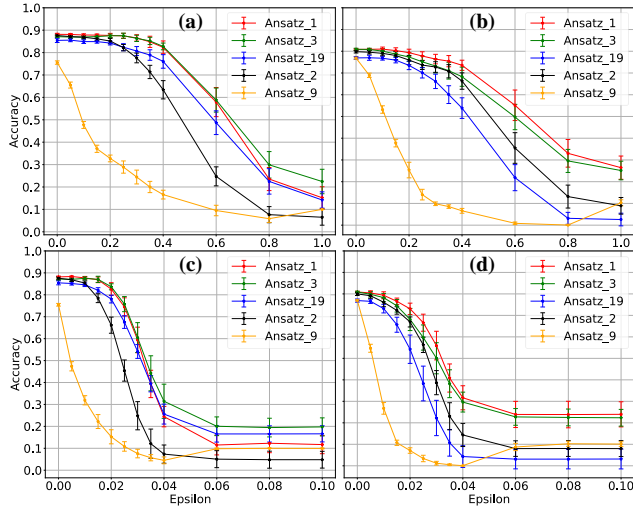 (a)
Ansatz_1
Ansatz_3
Ansatz_19
Ansatz_2
Ansatz_9
Accuracy
1.0
0.9
0.8
0.7
0.6
0.5
0.4
0.3
0.2
0.1
0.0
0.0 0.2 0.4 0.6 0.8 1.0
(b)
Ansatz_1
Ansatz_3
Ansatz_19
Ansatz_2
Ansatz_9
0.0 0.2 0.4 0.6 0.8 1.0
(c)
Ansatz_1
Ansatz_3
Ansatz_19
Ansatz_2
Ansatz_9
Accuracy
0.9
0.8
0.7
0.6
0.5
0.4
0.3
0.2
0.1
0.0
0.00 0.02 0.04 0.06 0.08 0.10
Epsilon
(d)
Ansatz_1
Ansatz_3
Ansatz_19
Ansatz_2
Ansatz_9
0.00 0.02 0.04 0.06 0.08 0.10
Epsilon